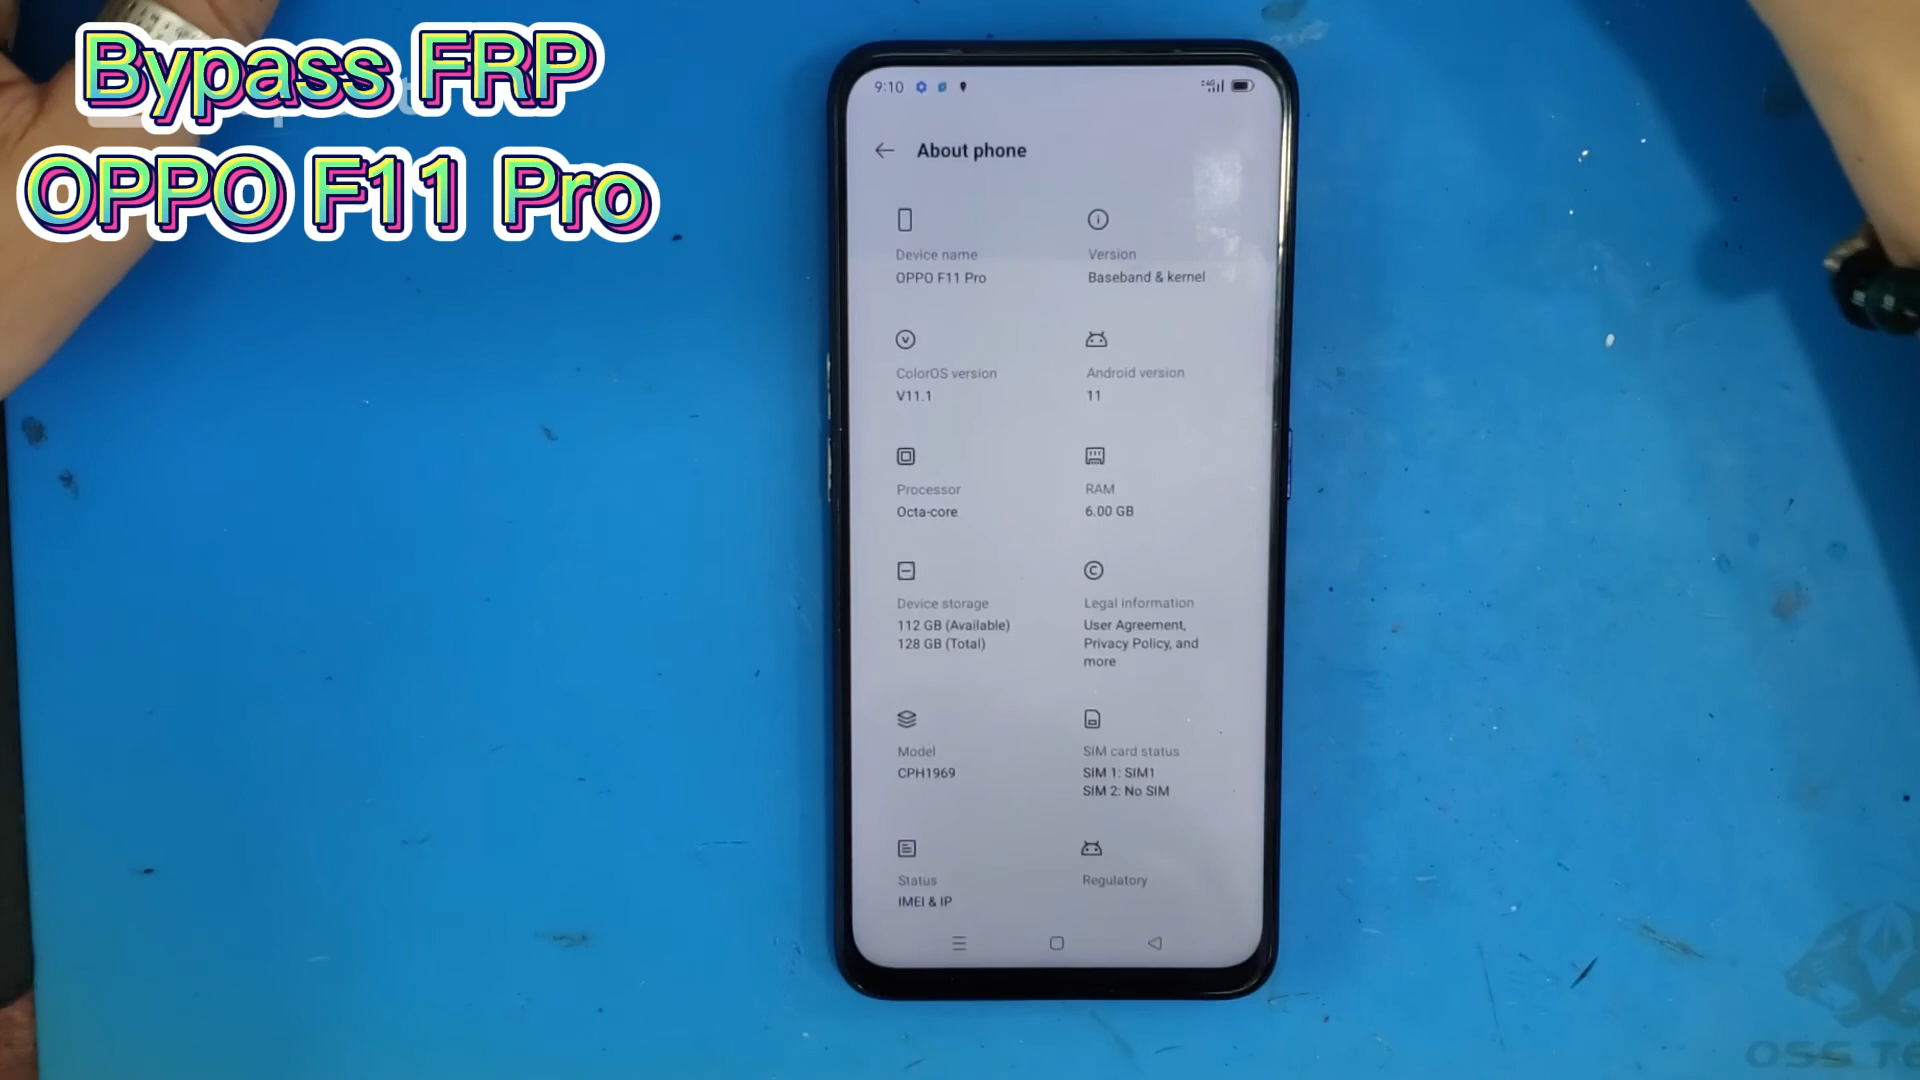 Bypass FRP
OPPO F11 Pro
9:10
About phone
Device name
OPPO F11 Pro
Version
Baseband & kernel
ColorOS version
V11.1
Android version
11
Processor
Octa-core
RAM
6.00 GB
Device storage
112 GB (Available)
128 GB (Total)
Legal information
User Agreement,
Privacy Policy, and
more
Model
CPH1969
SIM card status
SIM 1: SIM1
SIM 2: No SIM
Status
IMEI & IP
Regulatory
OSS Te